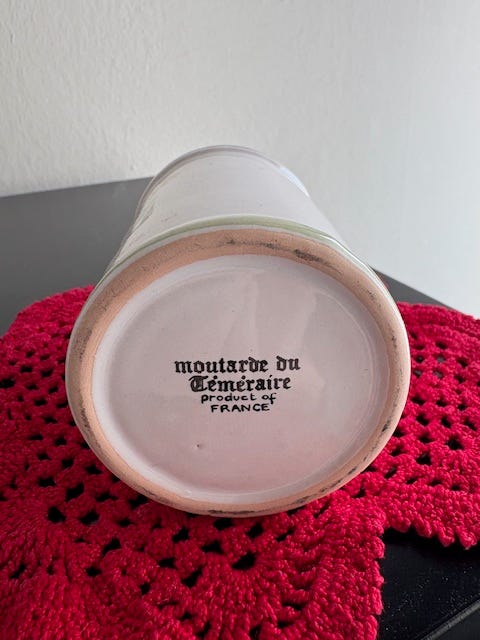 moutarde du
Téméraire
product of
FRANCE